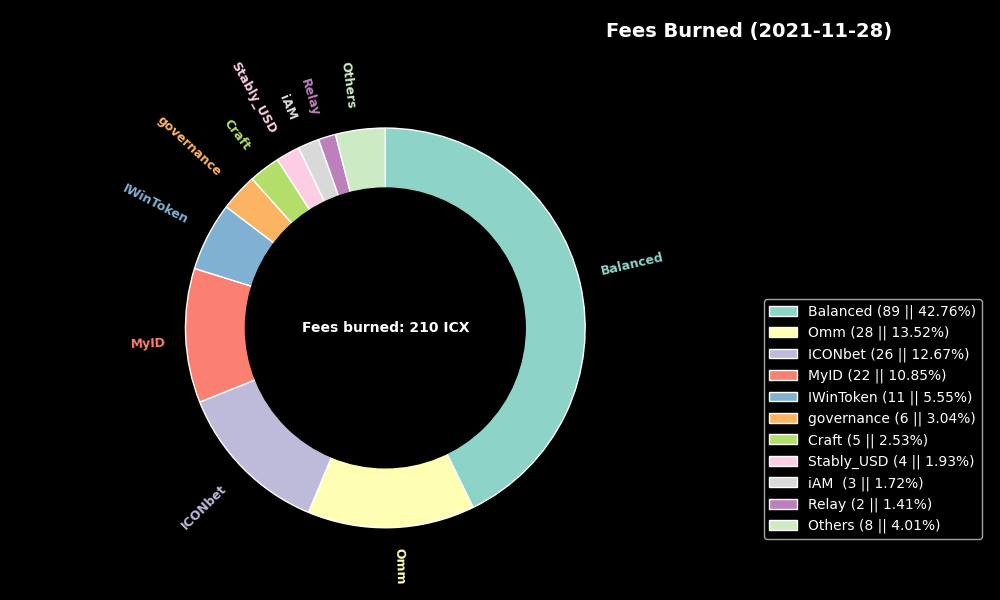 Fees Burned (2021-11-28)
Others
Relay
iAM
Stably_USD
Craft
governance
IWinToken
MyID
ICONbet
Omm
Balanced
Fees burned: 210 ICX
Balanced (89 || 42.76%)
Omm (28 || 13.52%)
ICONbet (26 || 12.67%)
MyID (22 || 10.85%)
IWinToken (11 || 5.55%)
governance (6 || 3.04%)
Craft (5 || 2.53%)
Stably_USD (4 || 1.93%)
iAM  (3 || 1.72%)
Relay (2 || 1.41%)
Others (8 || 4.01%)